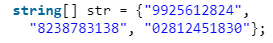 string[] str = {"9925612824",
"8238783138", "02812451830"};